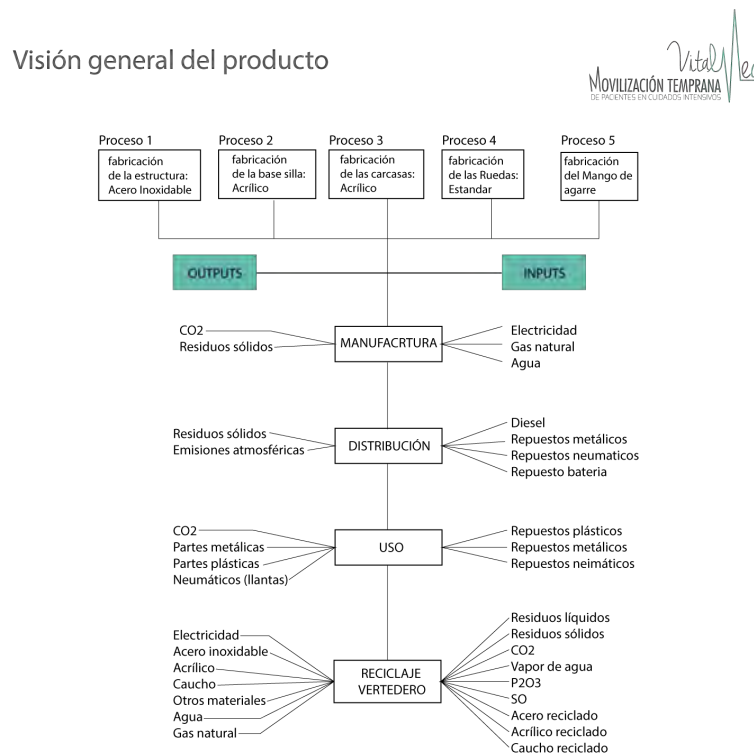 Visión general del producto
Vital
MOVILIZACIÓN TEMPRANA
DE PACIENTES EN CUIDADOS INTENSIVOS
Proceso 1
fabricación
de la estructura:
Acero Inoxidable
Proceso 2
fabricación
de la base silla:
Acrílico
Proceso 3
fabricación
de las carcasas:
Acrílico
Proceso 4
fabricación
de las Ruedas:
Estandar
Proceso 5
fabricación
del Mango de
agarre
OUTPUTS
INPUTS
CO2
Residuos sólidos
MANUFACRTURA
Electricidad
Gas natural
Agua
Residuos sólidos
Emisiones atmosféricas
DISTRIBUCIÓN
Diesel
Repuestos metálicos
Repuestos neumaticos
Repuesto bateria
CO2
Partes metálicas
Partes plásticas
Neumáticos (llantas)
USO
Repuestos plásticos
Repuestos metálicos
Repuestos neimáticos
Electricidad
Acero inoxidable
Acrílico
Caucho
Otros materiales
Agua
Gas natural
RECICLAJE
VERTEDERO
Residuos líquidos
Residuos sólidos
CO2
Vapor de agua
P2O3
SO
Acero reciclado
Acrílico reciclado
Caucho reciclado